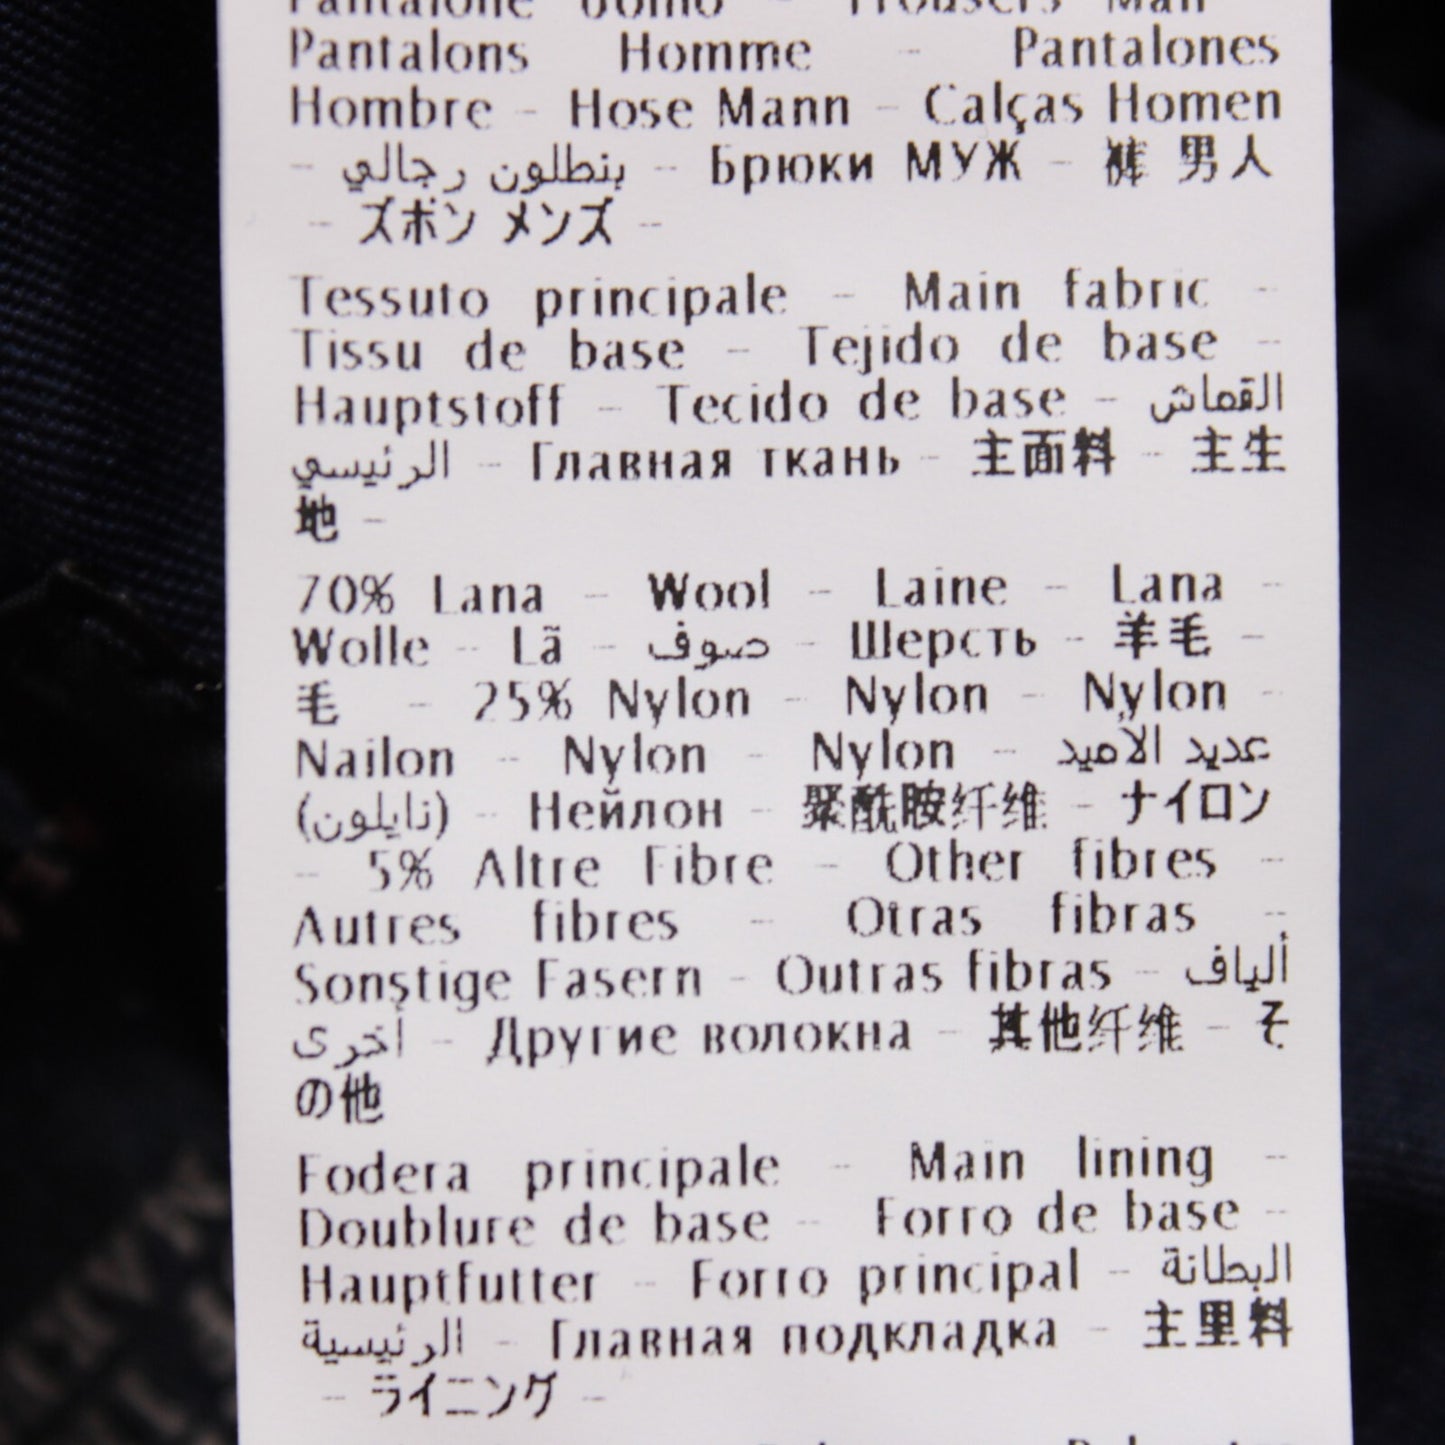 Pantalone Uomo - Trousers Man
Pantalons Homme - Pantalones
Hombre - Hose Mann - Calças Homen
- بنطلون رجالي - Брюки МУЖ - 裤 男人
- ズボン メンズ -
Tessuto principale - Main fabric -
Tissu de base - Tejido de base -
Hauptstoff - Tecido de base - القماش
الرئيسي - Главная ткань - 主面料 - 主生
地 -
70% Lana - Wool - Laine - Lana -
Wolle - Lã - صوف - Шерсть - 羊毛 -
毛 - 25% Nylon - Nylon - Nylon -
Nailon - Nylon - Nylon - عديد الأميد
(نايلون) - Нейлон - 聚酰胺纤维 - ナイロン
- 5% Altre Fibre - Other fibres -
Autres fibres - Otras fibras -
Sonstige Fasern - Outras fibras - ألياف
أخرى - Другие волокна - 其他纤维 - そ
の他
Fodera principale - Main lining -
Doublure de base - Forro de base -
Hauptfutter - Forro principal - البطانة
الرئيسية - Главная подкладка - 主里料
- ライニング -